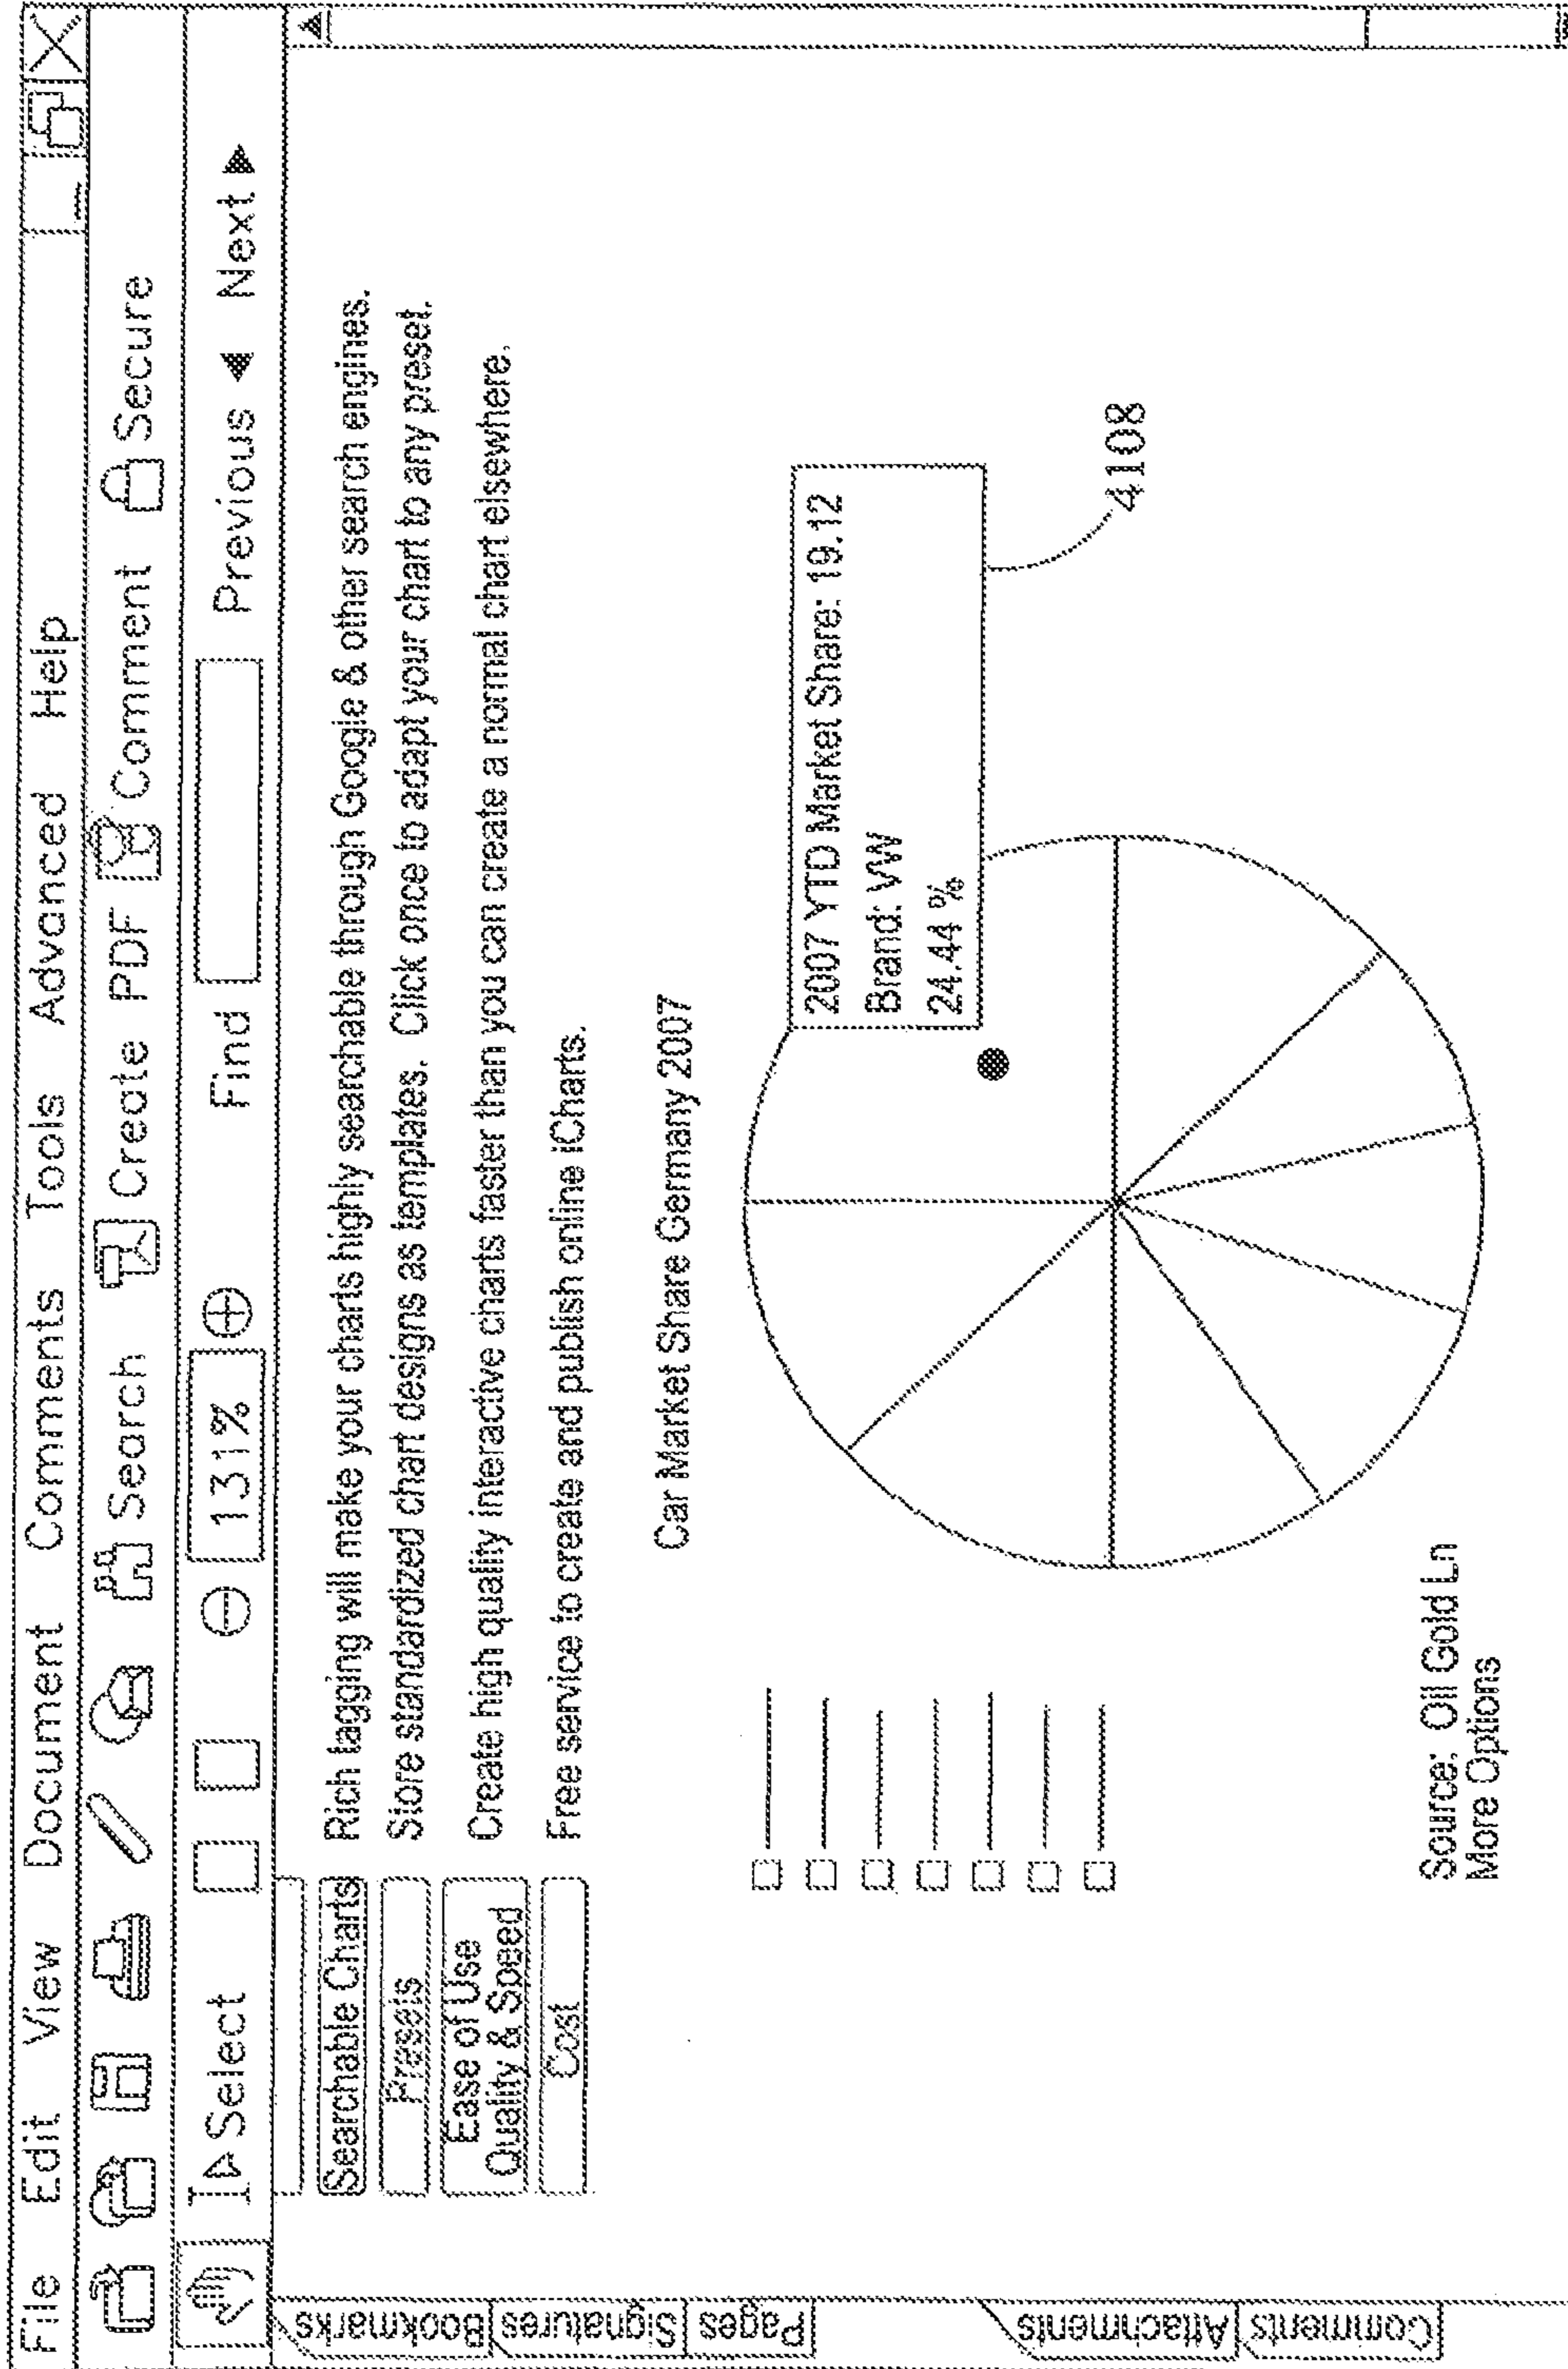 File Edit View Document Comments Tools Advanced Help
Search Create PDF Comment Secure
Select 131% Find Previous Next
Bookmarks
Signatures
Pages
Attachments
Comments
Searchable Charts Rich tagging will make your charts highly searchable through Google & other search engines.
Presets Store standardized chart designs as templates. Click once to adapt your chart to any preset.
Ease of Use
Quality & Speed Create high quality interactive charts faster than you can create a normal chart elsewhere.
Cost Free service to create and publish online iCharts.
Car Market Share Germany 2007
2007 YTD Market Share: 19.12
Brand: VW
24.44 %
4108
Source: Oil Gold Ln
More Options